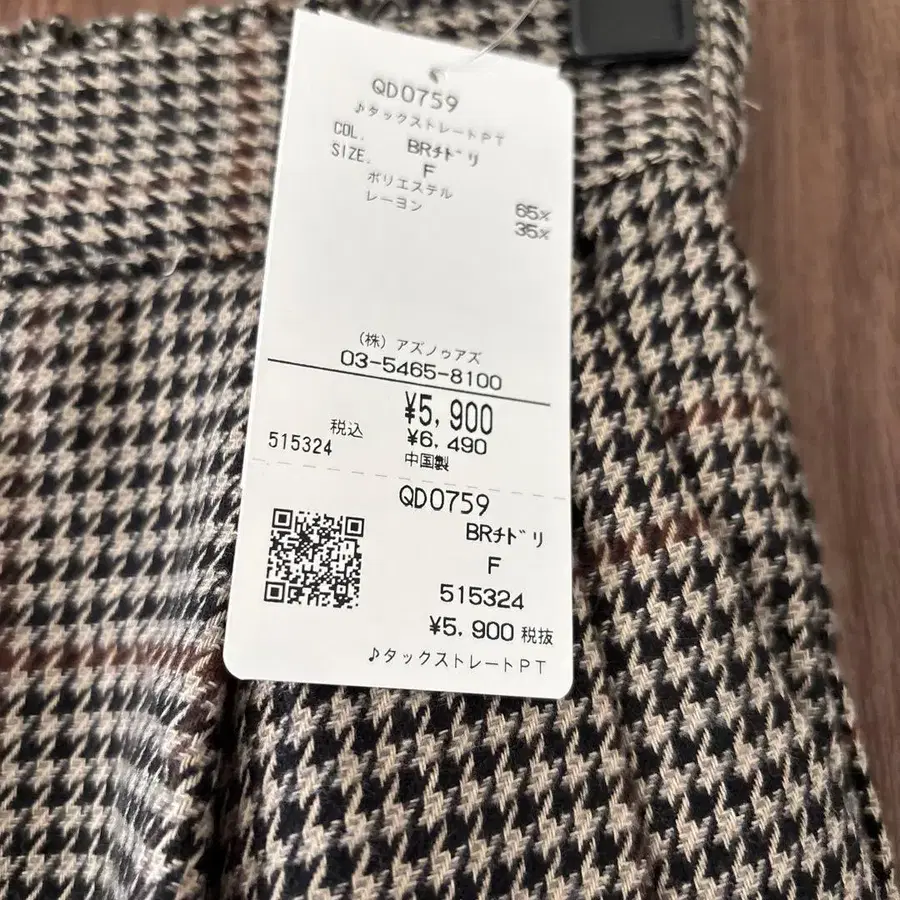 QD0759
♪タックストレートPT
COL. BRﾁﾄﾞﾘ
SIZE. F
ポリエステル 65%
レーヨン 35%
(株) アズノゥアズ
03-5465-8100
¥5,900
税込 ¥6,490
515324 中国製
QD0759
BRﾁﾄﾞﾘ
F
515324
¥5,900 税抜
♪タックストレートPT